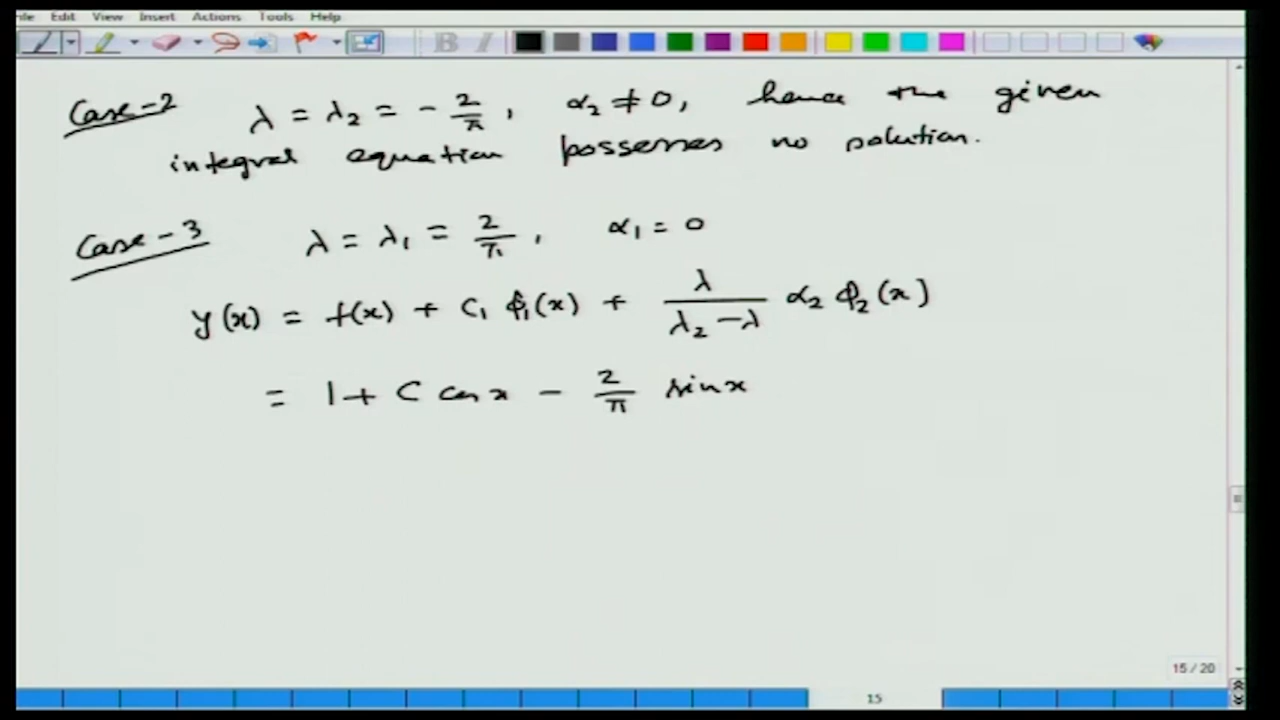 File Edit View Insert Actions Tools Help
B I
Case-2 λ = λ₂ = - 2/π, α₂ ≠ 0, hence the given
integral equation possesses no solution.
Case-3 λ = λ₁ = 2/π, α₁ = 0
y(x) = f(x) + C₁ ϕ₁(x) + λ/(λ₂ - λ) α₂ ϕ₂(x)
= 1 + C cos x - 2/π sin x
15 / 20
15